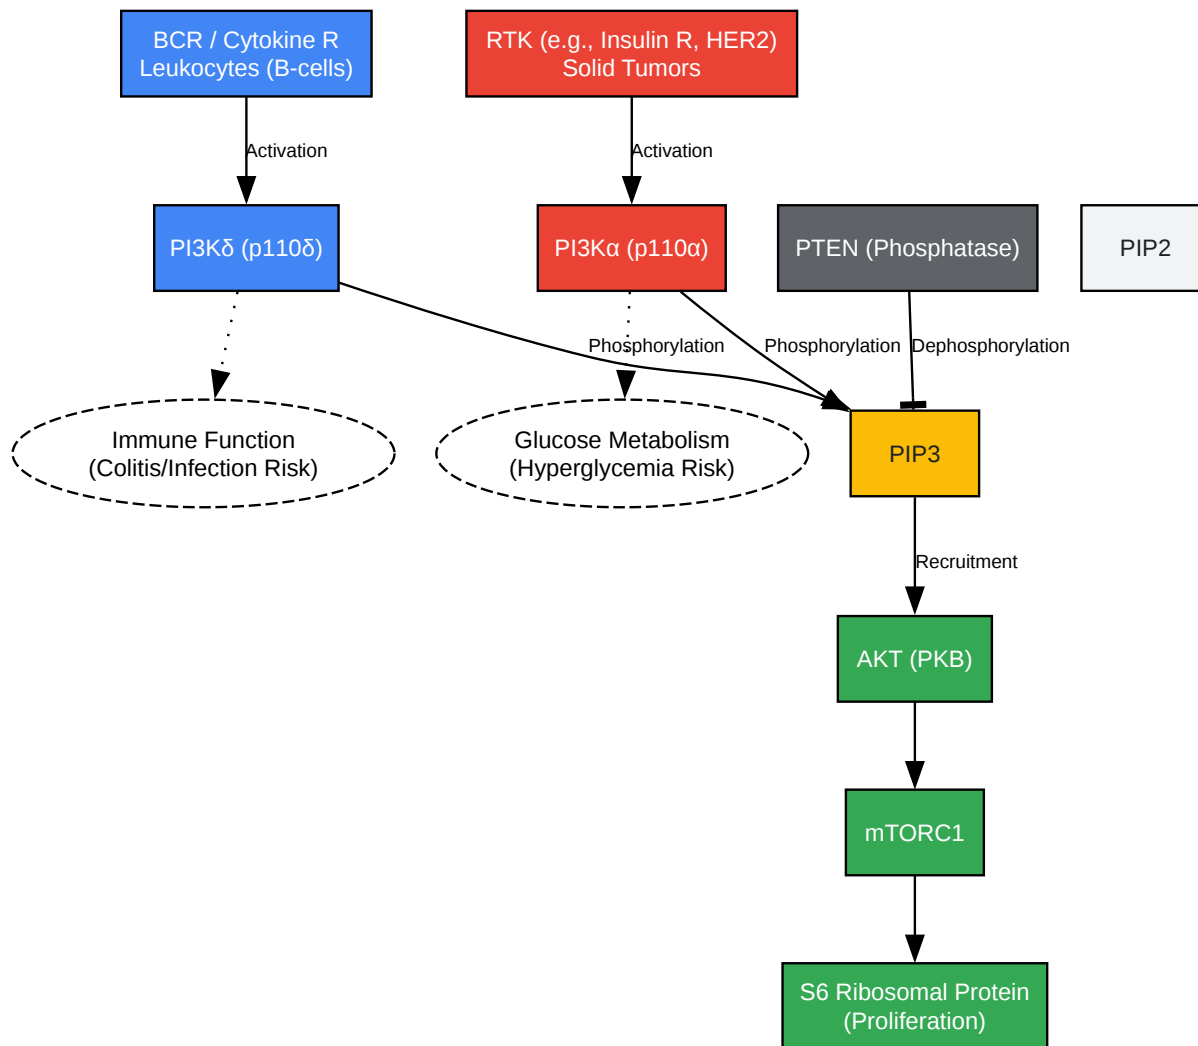 BCR / Cytokine R
Leukocytes (B-cells)
RTK (e.g., Insulin R, HER2)
Solid Tumors
Activation
Activation
PI3Kδ (p110δ)
PI3Kα (p110α)
PTEN (Phosphatase)
PIP2
Phosphorylation
Phosphorylation
Dephosphorylation
Immune Function
(Colitis/Infection Risk)
Glucose Metabolism
(Hyperglycemia Risk)
PIP3
Recruitment
AKT (PKB)
mTORC1
S6 Ribosomal Protein
(Proliferation)